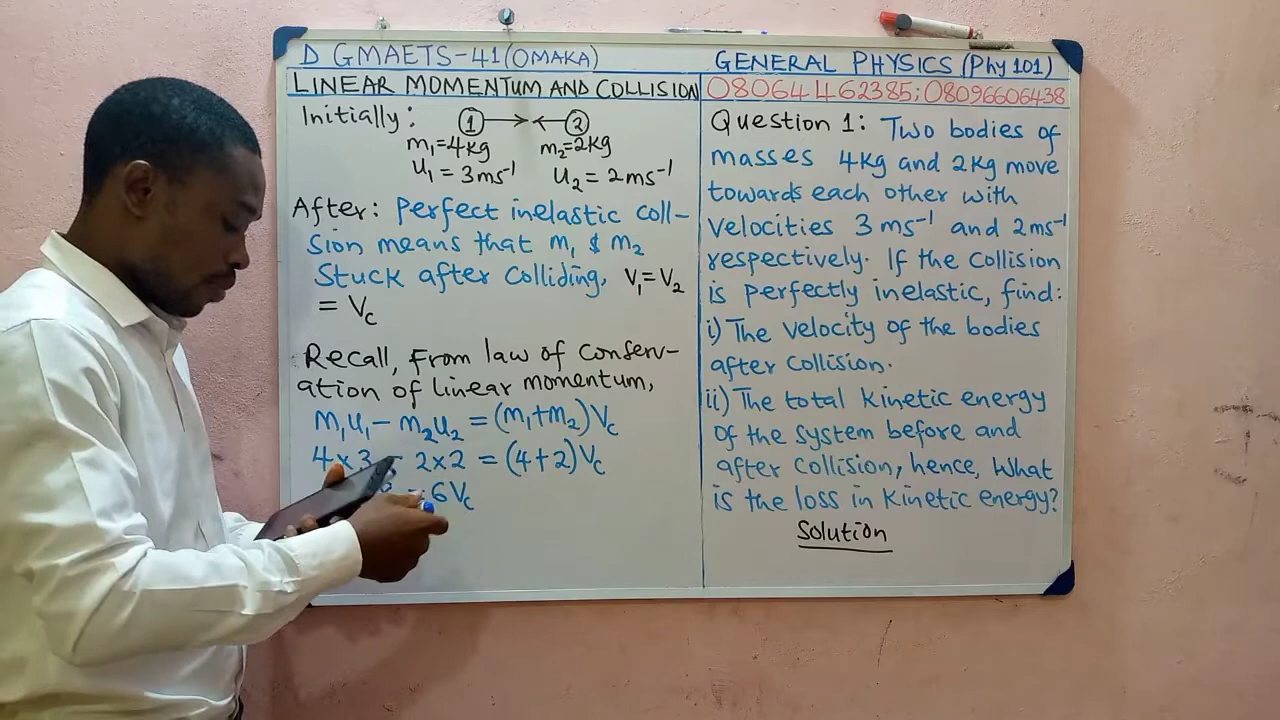 D GMAETS-41(OMAKA)
LINEAR MOMENTUM AND COLLISION
Initially:
1 2
m₁=4kg m₂=2kg
u₁ = 3ms⁻¹ u₂ = 2ms⁻¹
After: Perfect inelastic coll-
sion means that m₁ & m₂
Stuck after Colliding, V₁=V₂
= Vc
Recall, From law of Conserv-
ation of linear momentum,
M₁u₁ - m₂u₂ = (m₁+m₂)Vc
4×3 - 2×2 = (4+2)Vc
= 6Vc
GENERAL PHYSICS (Phy 101)
08064462385; 08096606438
Question 1: Two bodies of
masses 4kg and 2kg move
towards each other with
velocities 3ms⁻¹ and 2ms⁻¹
respectively. If the Collision
is perfectly inelastic, find:
i) The velocity of the bodies
after Collision.
ii) The total kinetic energy
of the system before and
after Collision, hence, What
is the loss in Kinetic energy?
Solution